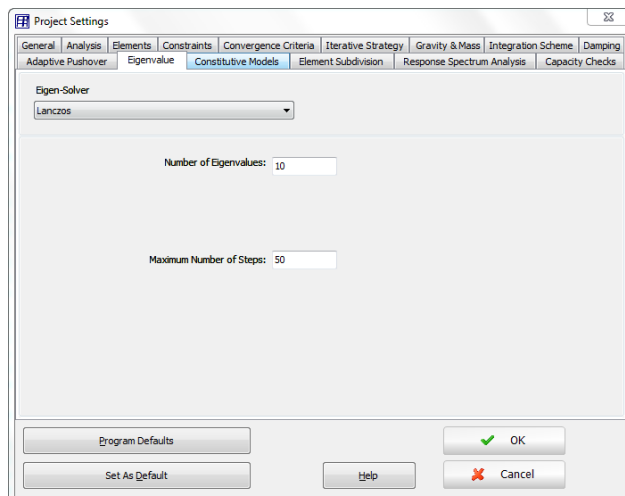 Project Settings
General Analysis Elements Constraints Convergence Criteria Iterative Strategy Gravity & Mass Integration Scheme Damping
Adaptive Pushover Eigenvalue Constitutive Models Element Subdivision Response Spectrum Analysis Capacity Checks
Eigen-Solver
Lanczos
Number of Eigenvalues: 10
Maximum Number of Steps: 50
Program Defaults OK
Set As Default Help Cancel